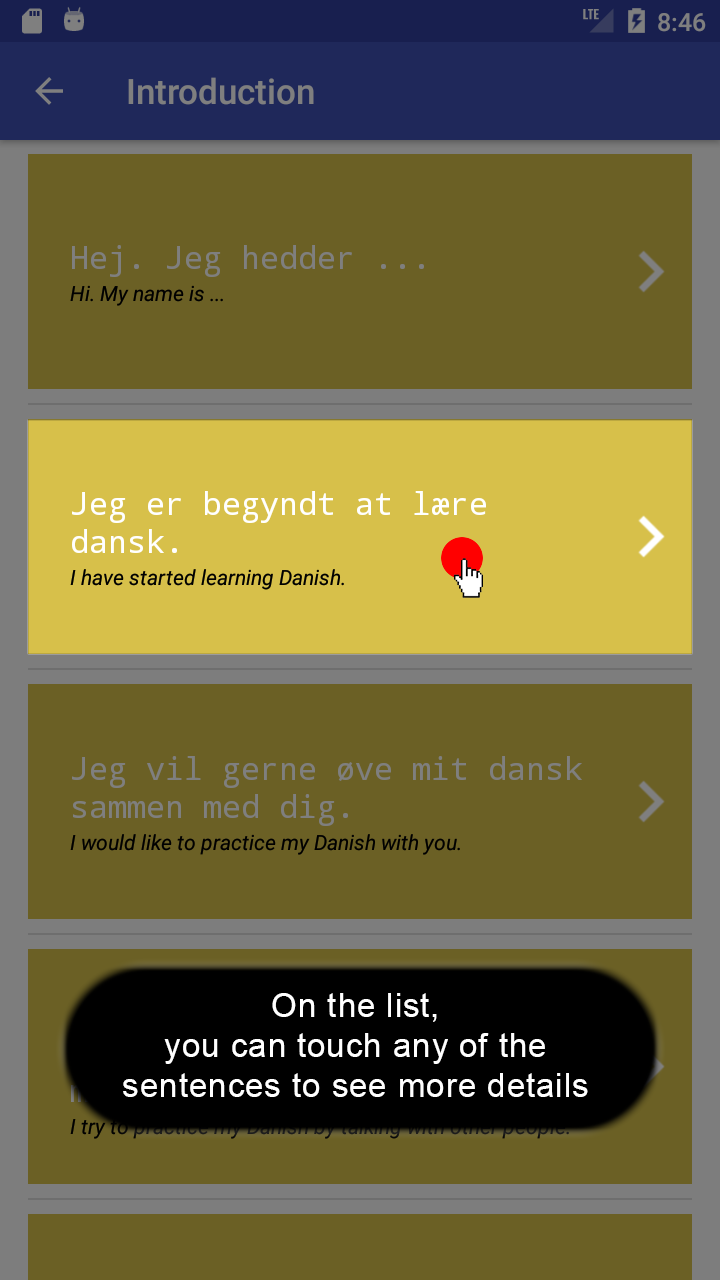 LTE 8:46
Introduction
Hej. Jeg hedder ...
Hi. My name is ...
Jeg er begyndt at lære
dansk.
I have started learning Danish.
Jeg vil gerne øve mit dansk
sammen med dig.
I would like to practice my Danish with you.
On the list,
you can touch any of the
sentences to see more details
I try to practice my Danish by talking with other people.